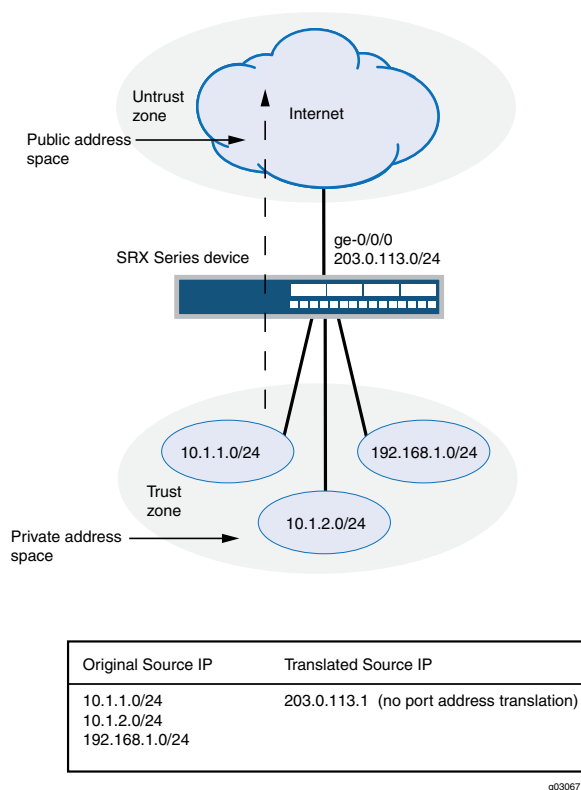 Untrust
zone
Internet
Public address
space
ge-0/0/0
203.0.113.0/24
SRX Series device
10.1.1.0/24
192.168.1.0/24
Trust
zone
10.1.2.0/24
Private address
space
Original Source IP Translated Source IP
10.1.1.0/24 203.0.113.1 (no port address translation)
10.1.2.0/24
192.168.1.0/24
g03067